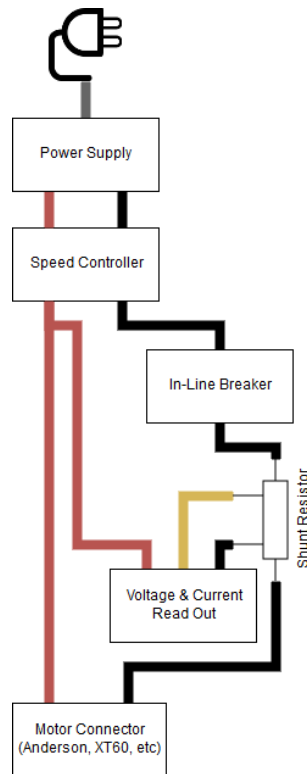 Power Supply
Speed Controller
In-Line Breaker
Shunt Resistor
Voltage & Current
Read Out
Motor Connector
(Anderson, XT60, etc)